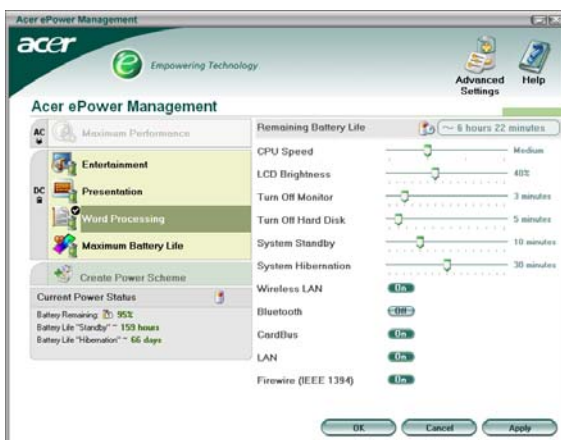 Acer ePower Management
acer
e Empowering Technology
Advanced Settings
Help
Acer ePower Management
AC
Maximum Performance
DC
Entertainment
Presentation
Word Processing
Maximum Battery Life
Create Power Scheme
Current Power Status
Battery Remaining: 95%
Battery Life "Standby" ~ 159 hours
Battery Life "Hibernation" ~ 66 days
Remaining Battery Life ~ 6 hours 22 minutes
CPU Speed Medium
LCD Brightness 40%
Turn Off Monitor 3 minutes
Turn Off Hard Disk 5 minutes
System Standby 10 minutes
System Hibernation 30 minutes
Wireless LAN On
Bluetooth Off
CardBus On
LAN On
Firewire (IEEE 1394) On
OK Cancel Apply